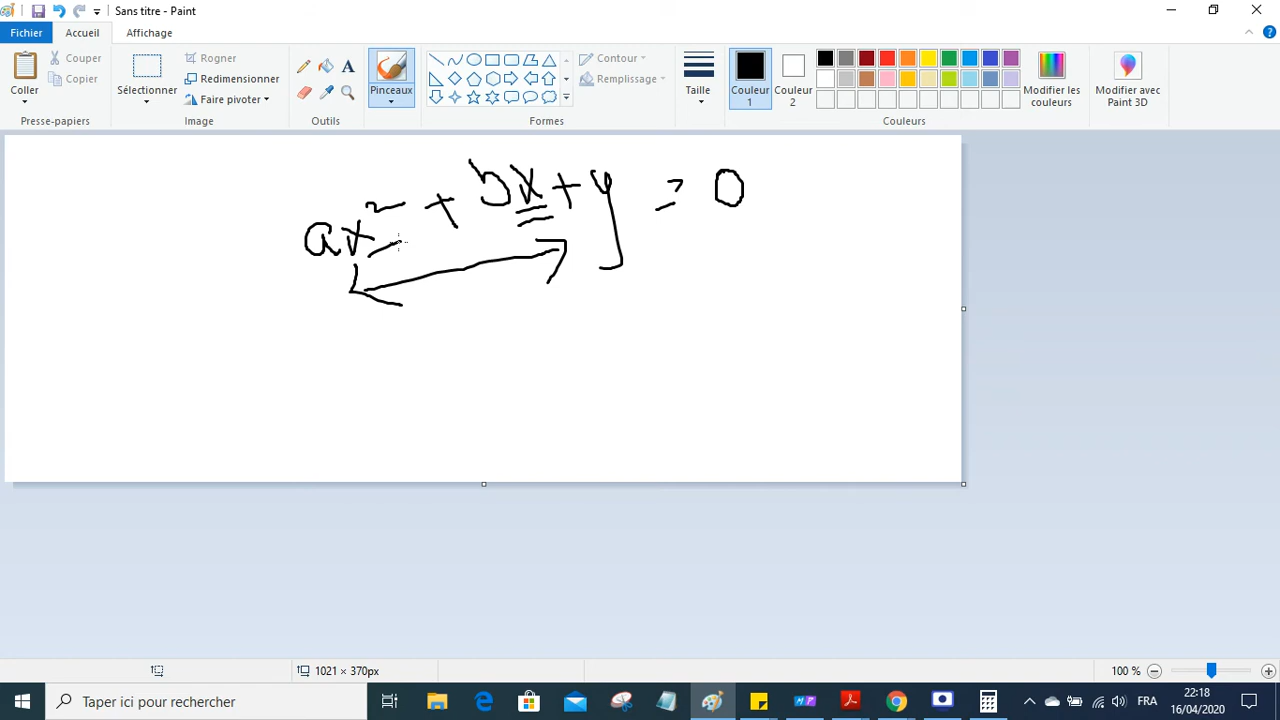 Sans titre - Paint
Fichier Accueil Affichage
Coller
Couper
Copier
Presse-papiers
Sélectionner
Rogner
Redimensionner
Faire pivoter
Image
A
Outils
Pinceaux
Contour
Remplissage
Formes
Taille
Couleur 1
Couleur 2
Modifier les couleurs
Couleurs
Modifier avec Paint 3D
ax² + bx + y = 0
1021 × 370px
100 %
Taper ici pour rechercher
FRA
22:18
16/04/2020